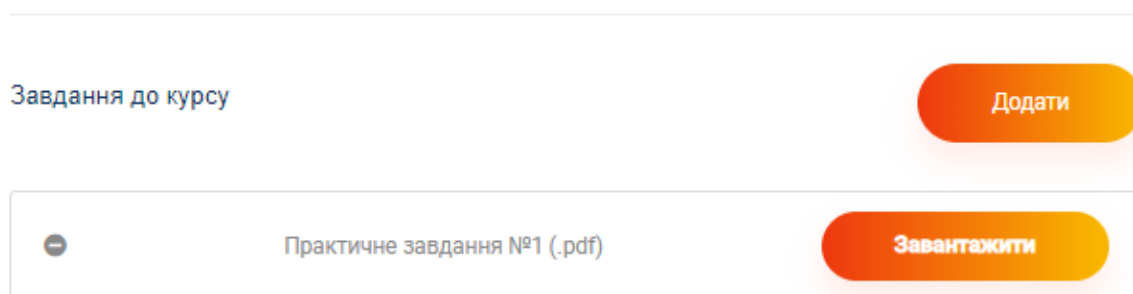 Завдання до курсу
Додати
Практичне завдання №1 (.pdf)
Завантажити